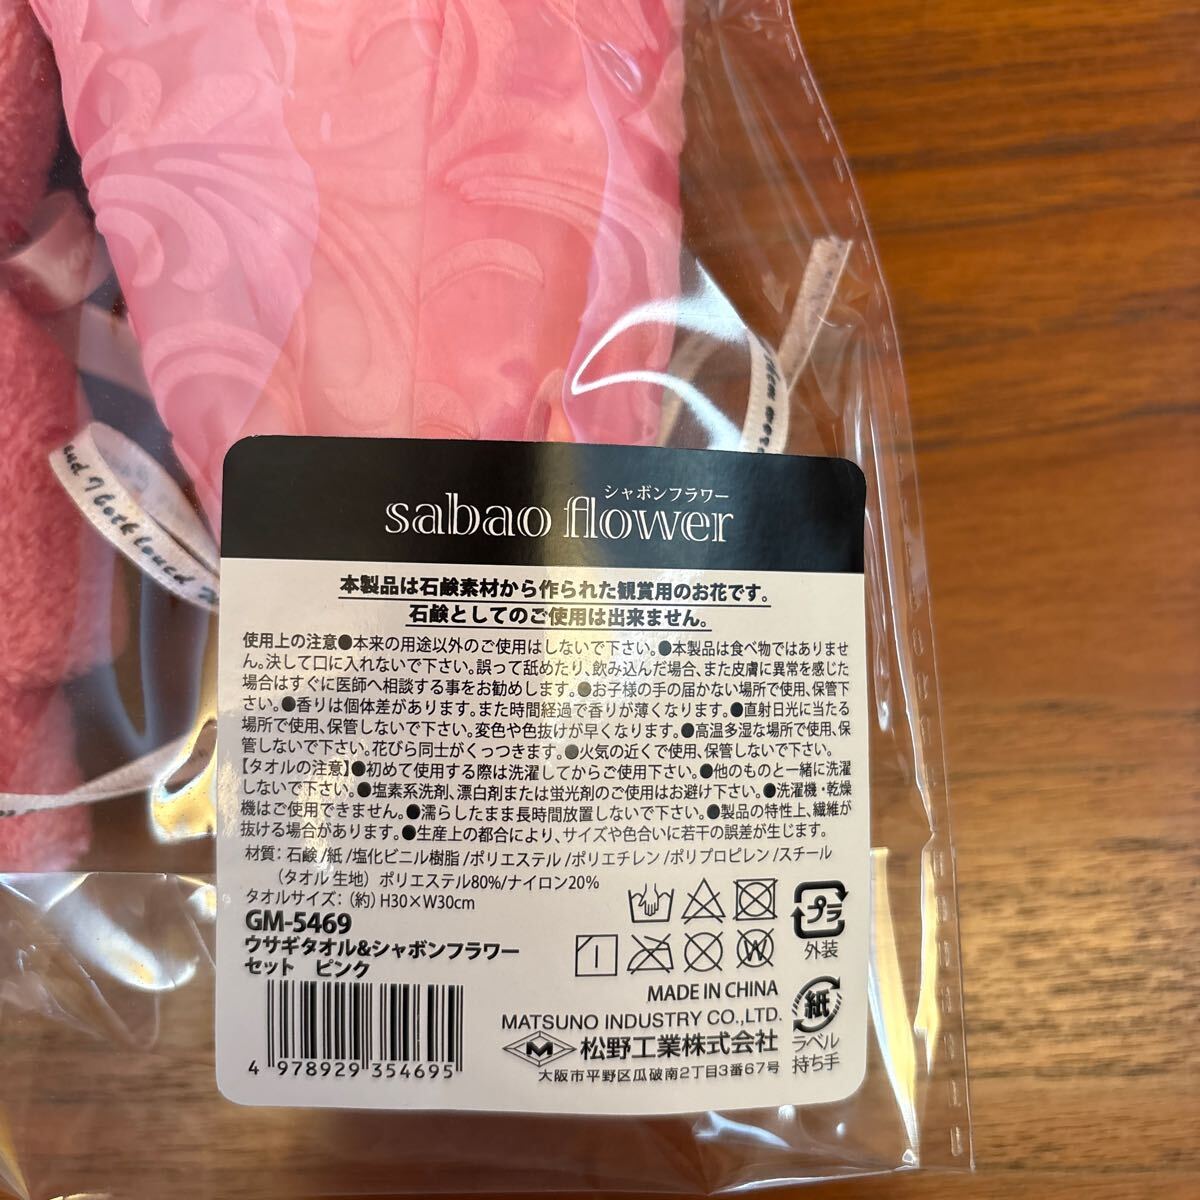 シャボンフラワー
sabao flower
本製品は石鹸素材から作られた観賞用のお花です。
石鹸としてのご使用は出来ません。
使用上の注意●本来の用途以外のご使用はしないで下さい。●本製品は食べ物ではありませ
ん。決して口に入れないで下さい。誤って舐めたり、飲み込んだ場合、また皮膚に異常を感じた
場合はすぐに医師へ相談する事をお勧めします。●お子様の手の届かない場所で使用、保管下
さい。●香りは個体差があります。また時間経過で香りが薄くなります。●直射日光に当たる
場所で使用、保管しないで下さい。変色や色抜けが早くなります。●高温多湿な場所で使用、保
管しないで下さい。花びら同士がくっつきます。●火気の近くで使用、保管しないで下さい。
【タオルの注意】●初めて使用する際は洗濯してからご使用下さい。●他のものと一緒に洗濯
しないで下さい。●塩素系洗剤、漂白剤または蛍光剤のご使用はお避け下さい。●洗濯機・乾燥
機はご使用できません。●濡らしたまま長時間放置しないで下さい。●製品の特性上、繊維が
抜ける場合があります。●生産上の都合により、サイズや色合いに若干の誤差が生じます。
材質：石鹸/紙/塩化ビニル樹脂/ポリエステル/ポリエチレン/ポリプロピレン/スチール
（タオル生地）ポリエステル80%/ナイロン20%
タオルサイズ：（約）H30×W30cm
GM-5469
ウサギタオル&シャボンフラワー
セット ピンク
4 978929 354695
W
プラ
外装
MADE IN CHINA
MATSUNO INDUSTRY CO.,LTD.
M 松野工業株式会社
大阪市平野区瓜破南2丁目3番67号
紙
ラベル
持ち手
and I both loved